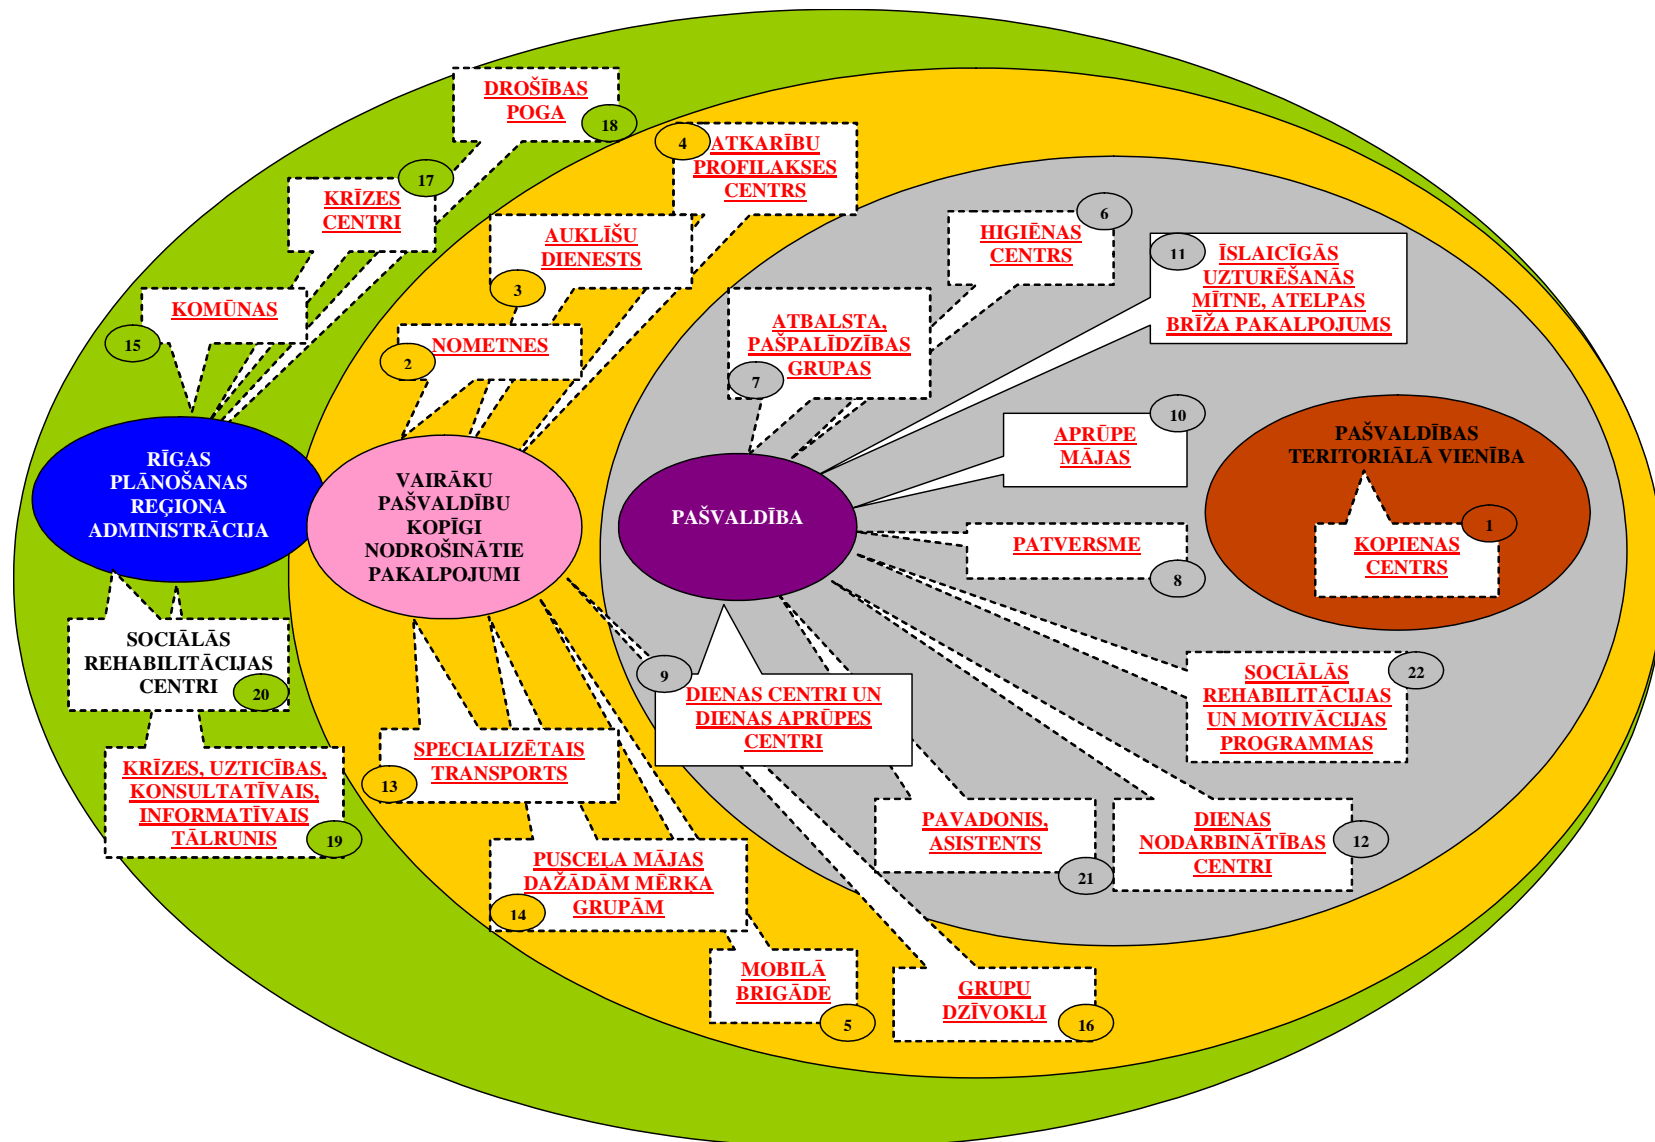 DROŠĪBAS
POGA
18
4
ATKARĪBU
PROFILAKSES
CENTRS
17
KRĪZES
CENTRI
AUKLĪŠU
DIENESTS
3
6
HIGIĒNAS
CENTRS
11
ĪSLAICĪGĀS
UZTURĒŠANĀS
MĪTNE, ATELPAS
BRĪŽA PAKALPOJUMS
KOMŪNAS
15
NOMETNES
2
ATBALSTA,
PAŠPALĪDZĪBAS
GRUPAS
7
10
APRŪPE
MĀJAS
PAŠVALDĪBAS
TERITORIĀLĀ VIENĪBA
1
KOPIENAS
CENTRS
RĪGAS
PLĀNOŠANAS
REĢIONA
ADMINISTRĀCIJA
VAIRĀKU
PAŠVALDĪBU
KOPĪGI
NODROŠINĀTIE
PAKALPOJUMI
PAŠVALDĪBA
PATVERSME
8
SOCIĀLĀS
REHABILITĀCIJAS
CENTRI
20
9
DIENAS CENTRI UN
DIENAS APRŪPES
CENTRI
SOCIĀLĀS
REHABILITĀCIJAS
UN MOTIVĀCIJAS
PROGRAMMAS
22
KRĪZES, UZTICĪBAS,
KONSULTATĪVAIS,
INFORMATĪVAIS
TĀLRUNIS
19
SPECIALIZĒTAIS
TRANSPORTS
13
PAVADONIS,
ASISTENTS
21
DIENAS
NODARBINĀTĪBAS
CENTRI
12
PUSCEĻA MĀJAS
DAŽĀDĀM MĒRĶA
GRUPĀM
14
MOBILĀ
BRIGĀDE
5
GRUPU
DZĪVOKĻI
16